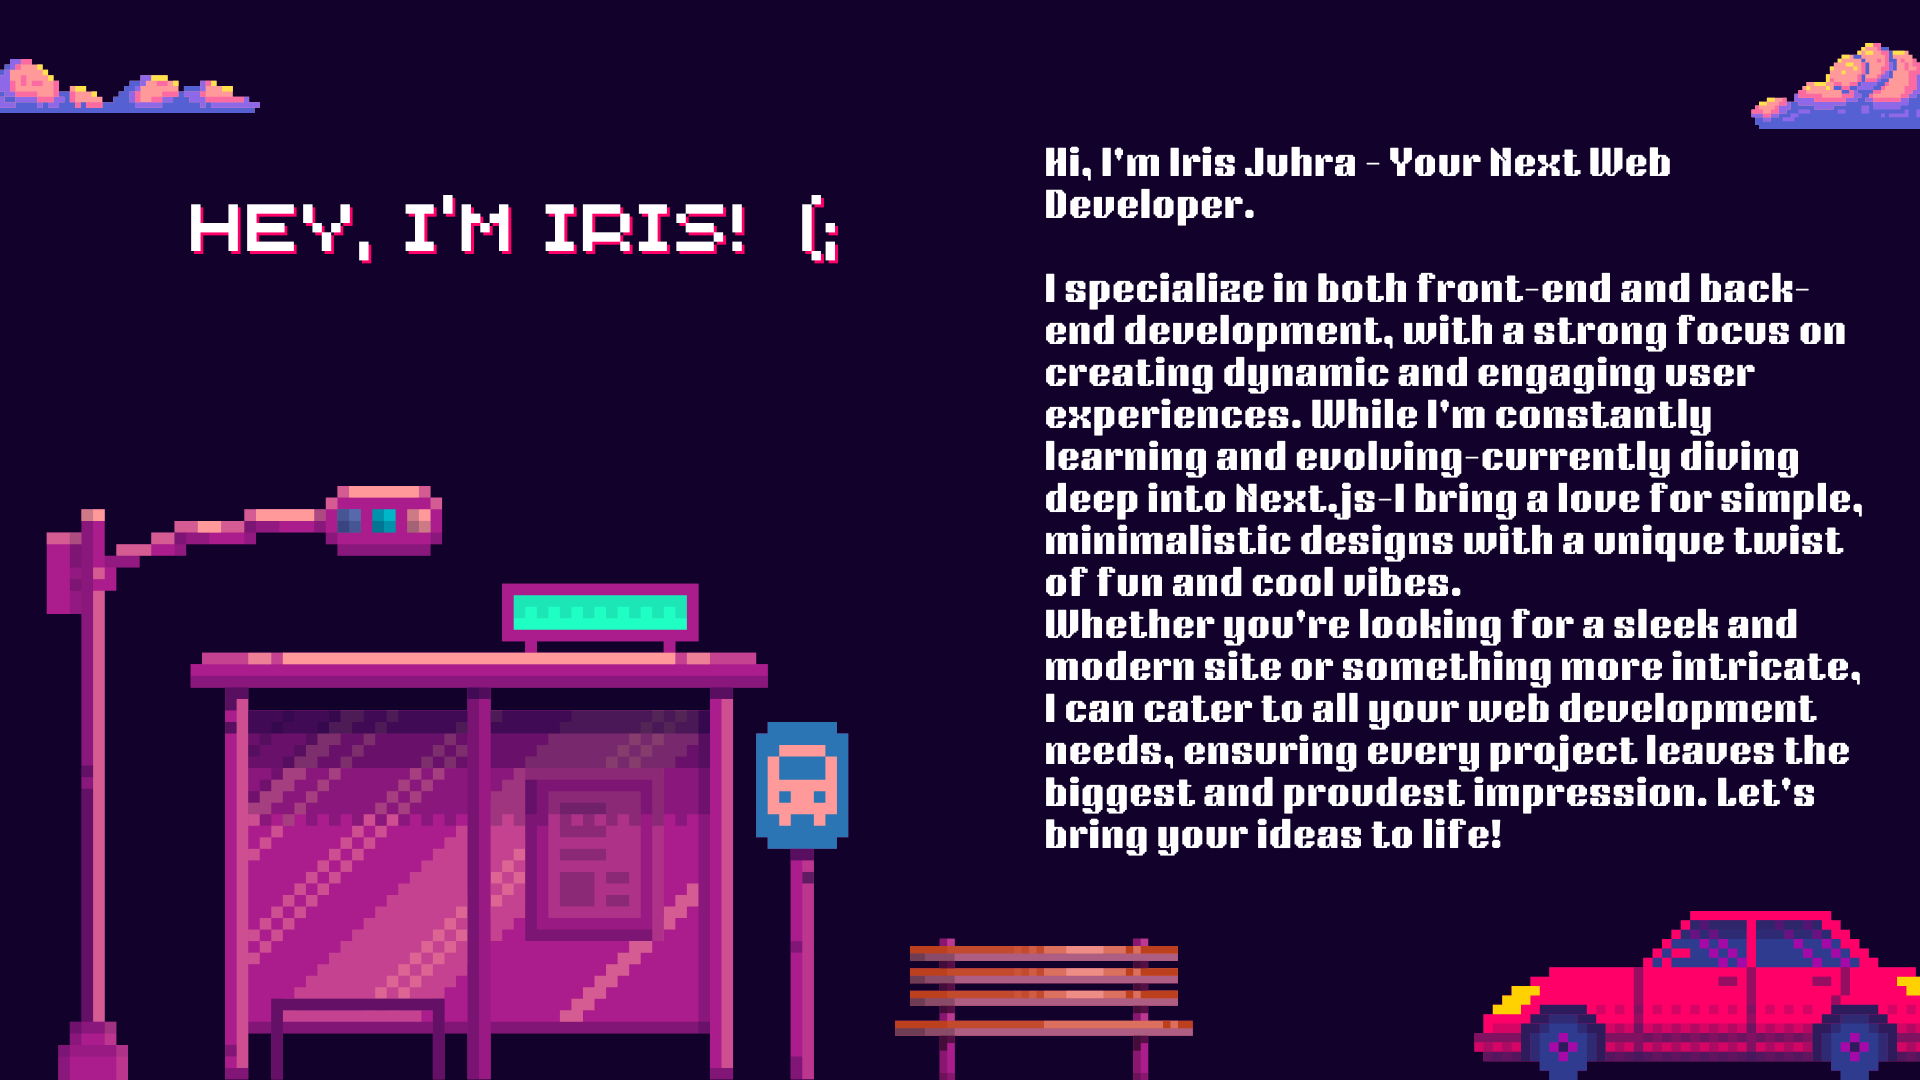 HEY, I'M IRIS! (;
Hi, I'm Iris Juhra - Your Next Web
Developer.
I specialize in both front-end and back-
end development, with a strong focus on
creating dynamic and engaging user
experiences. While I'm constantly
learning and evolving-currently diving
deep into Next.js-I bring a love for simple,
minimalistic designs with a unique twist
of fun and cool vibes.
Whether you're looking for a sleek and
modern site or something more intricate,
I can cater to all your web development
needs, ensuring every project leaves the
biggest and proudest impression. Let's
bring your ideas to life!